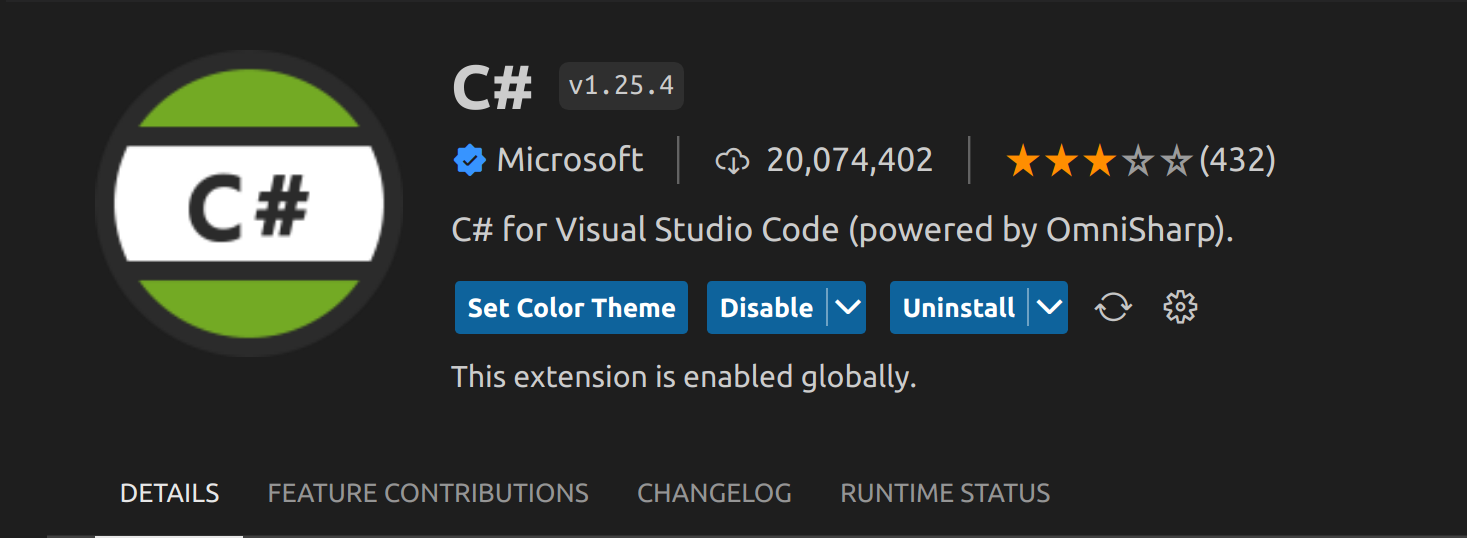 C#
C# v1.25.4
Microsoft 20,074,402 (432)
C# for Visual Studio Code (powered by OmniSharp).
Set Color Theme Disable Uninstall
This extension is enabled globally.
DETAILS FEATURE CONTRIBUTIONS CHANGELOG RUNTIME STATUS